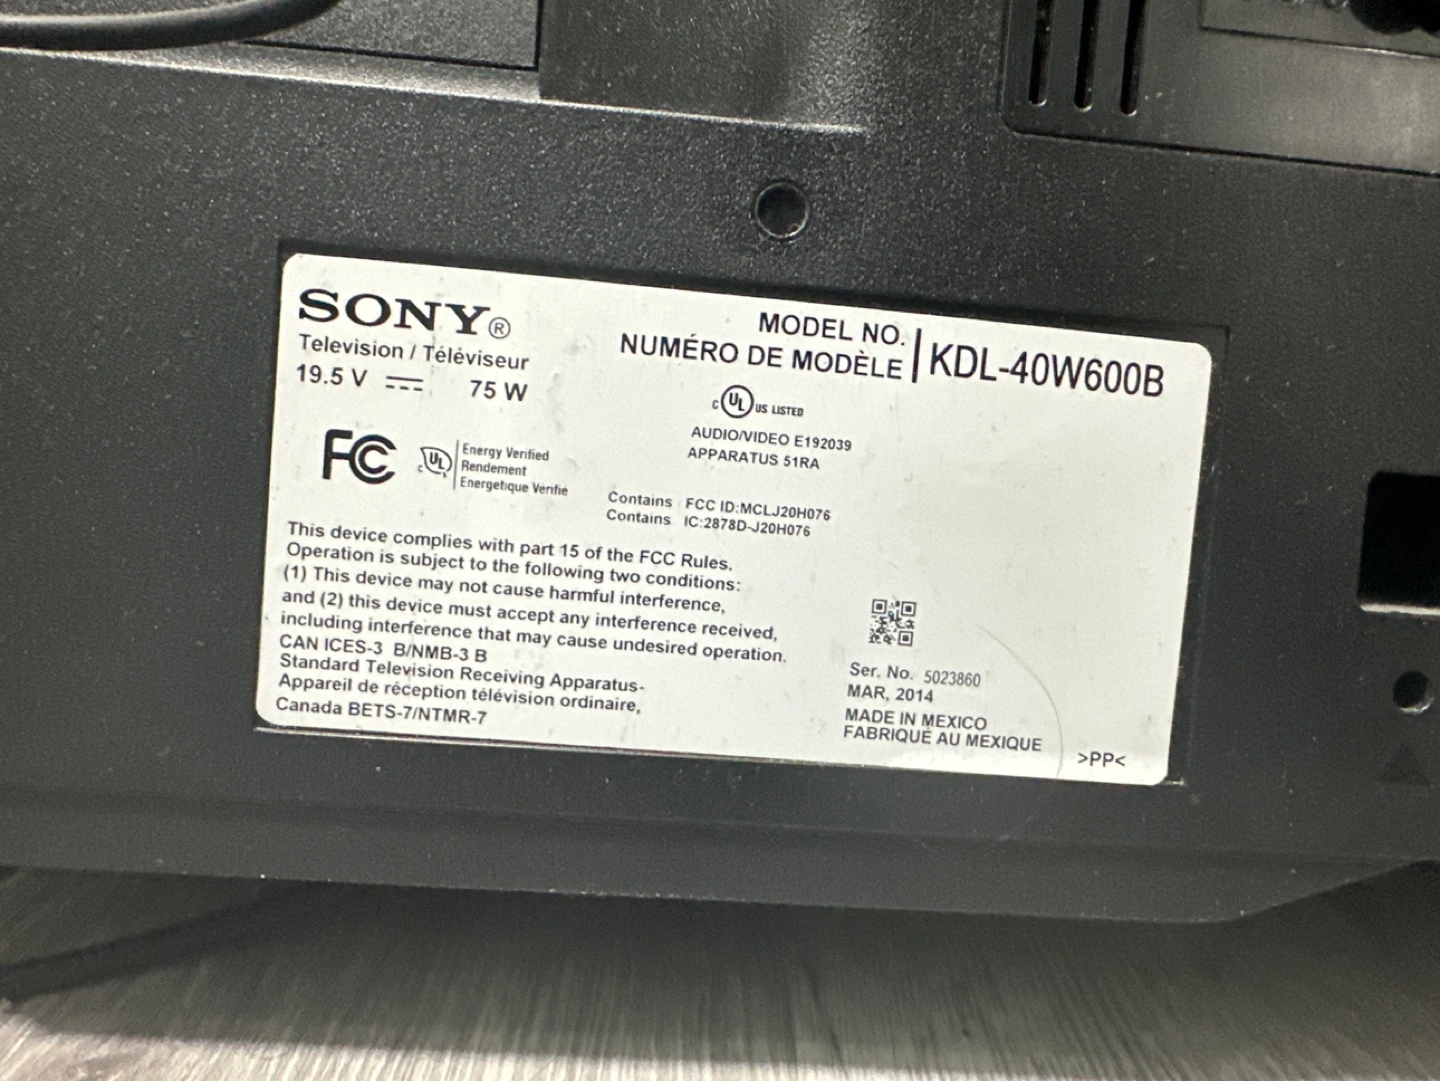 SONY®
Television / Téléviseur
19.5 V 75 W
MODEL NO.
NUMÉRO DE MODÈLE
KDL-40W600B
C UL US LISTED
AUDIO/VIDEO E192039
APPARATUS 51RA
FC
C UL
Energy Verified
Rendement
Energetique Verifié
Contains FCC ID:MCLJ20H076
Contains IC:2878D-J20H076
This device complies with part 15 of the FCC Rules.
Operation is subject to the following two conditions:
(1) This device may not cause harmful interference,
and (2) this device must accept any interference received,
including interference that may cause undesired operation.
CAN ICES-3 B/NMB-3 B
Standard Television Receiving Apparatus-
Appareil de réception télévision ordinaire,
Canada BETS-7/NTMR-7
Ser. No. 5023860
MAR, 2014
MADE IN MEXICO
FABRIQUÉ AU MEXIQUE
>PP<